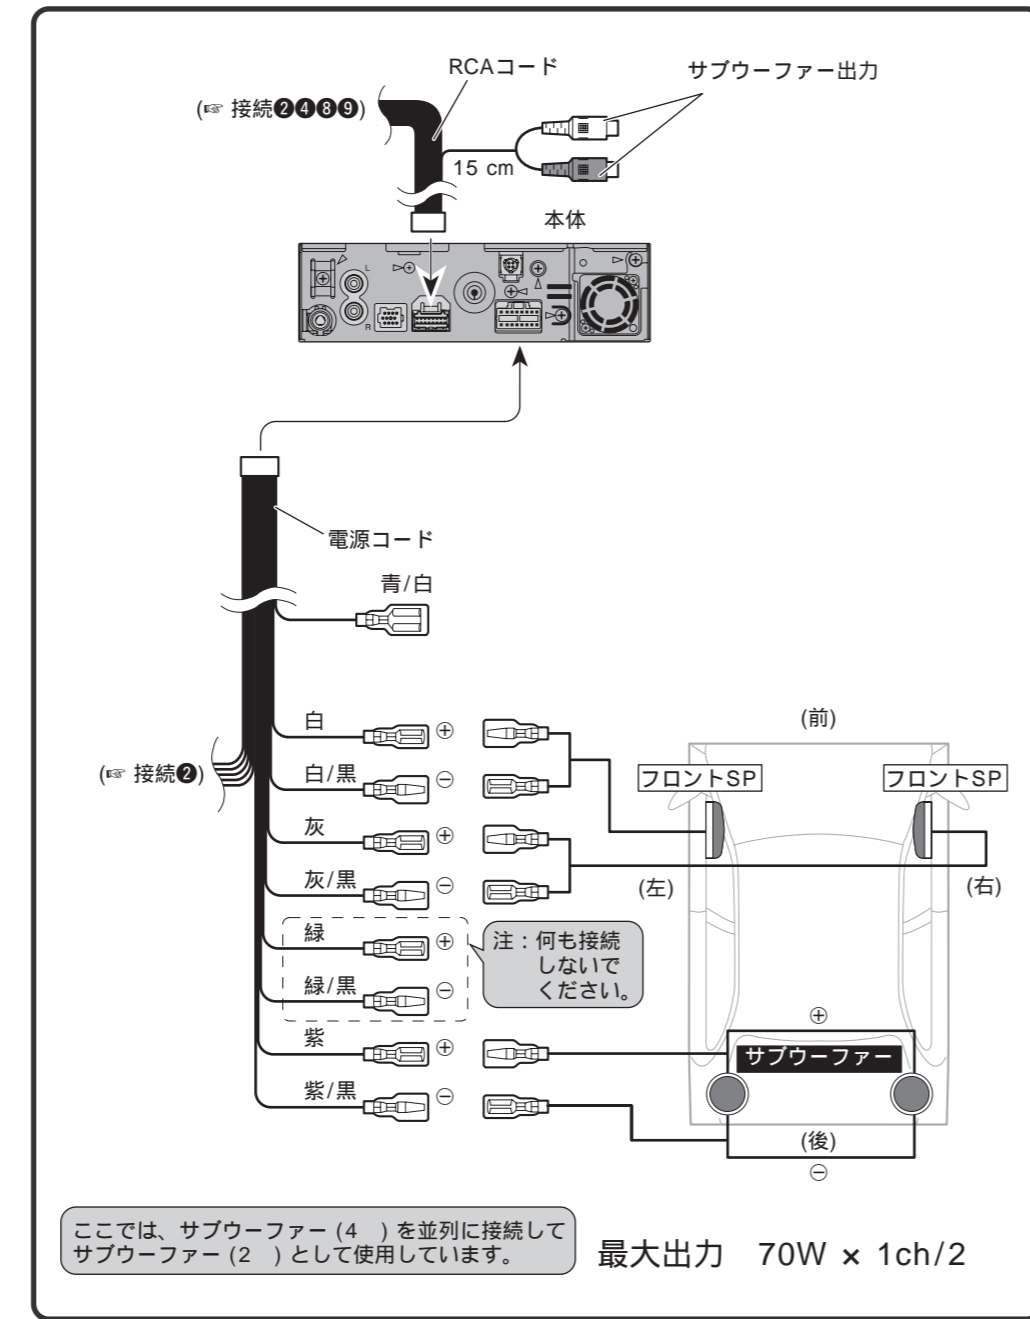 RCAコード
サブウーファー出力
(☞ 接続❷❹❽❾)
15 cm
本体
L
R
電源コード
青/白
白 ⊕
(前)
(☞ 接続❷)
白/黒 ⊖
フロントSP
フロントSP
灰 ⊕
灰/黒 ⊖
(左)
(右)
緑 ⊕
注：何も接続
しないで
ください。
緑/黒 ⊖
⊕
紫 ⊕
サブウーファー
紫/黒 ⊖
(後)
⊖
ここでは、サブウーファー (4　) を並列に接続して
サブウーファー (2　) として使用しています。
最大出力　70W × 1ch/2